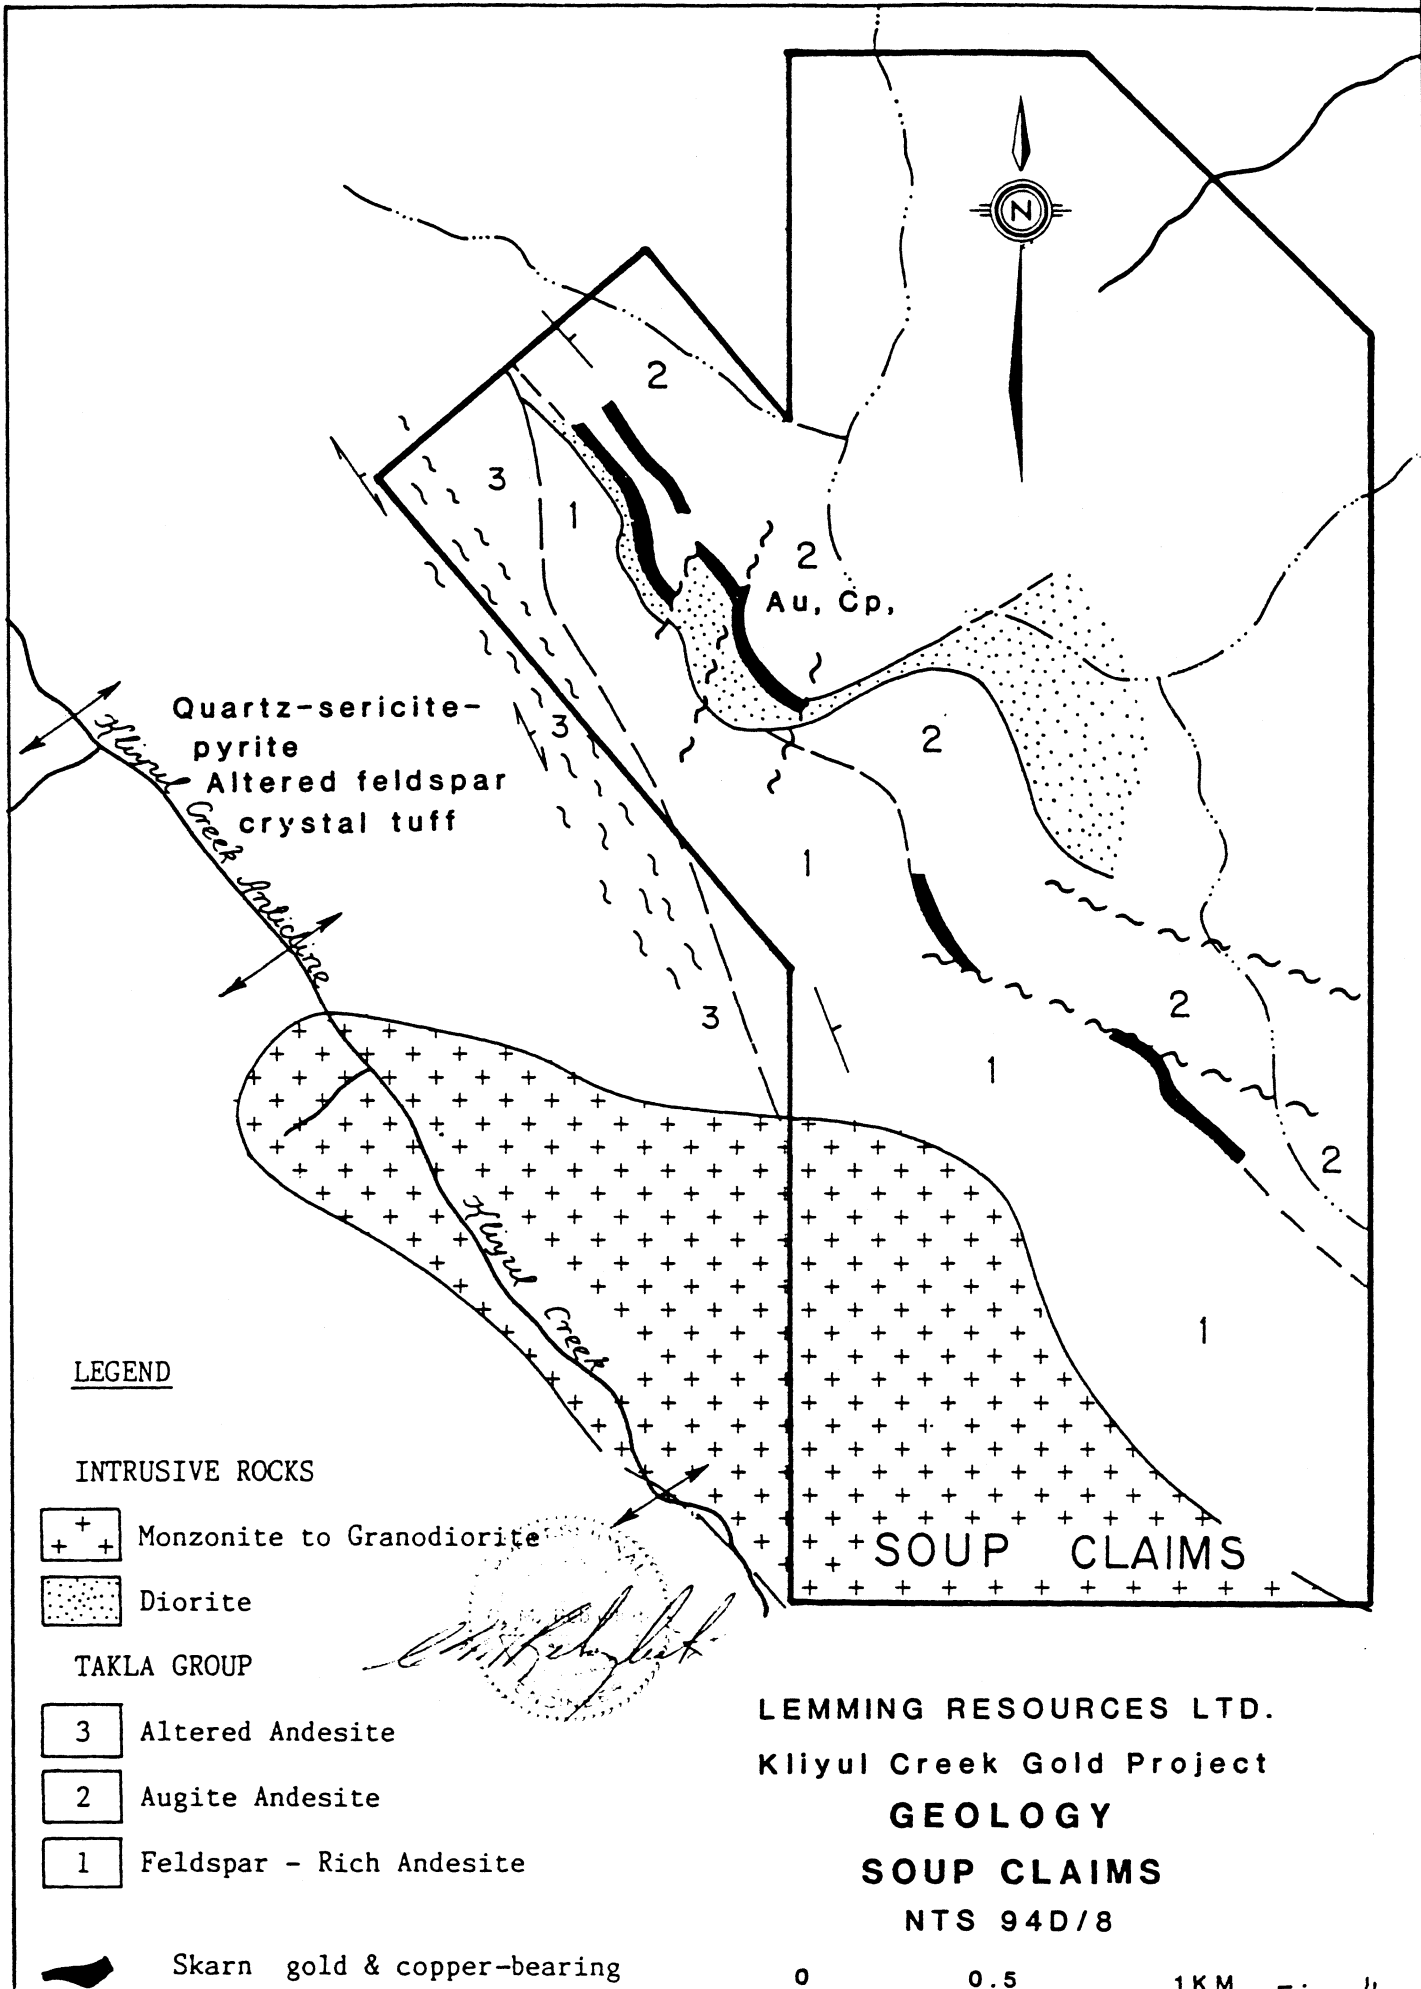 N
2
3
1
2
Au, Cp,
3
Quartz-sericite-
pyrite
Altered feldspar
crystal tuff
Kliyul Creek Anticline
2
1
2
3
1
2
Kliyul Creek
1
SOUP CLAIMS
LEGEND
INTRUSIVE ROCKS
Monzonite to Granodiorite
Diorite
TAKLA GROUP
3 Altered Andesite
2 Augite Andesite
1 Feldspar - Rich Andesite
Skarn gold & copper-bearing
LEMMING RESOURCES LTD.
Kliyul Creek Gold Project
GEOLOGY
SOUP CLAIMS
NTS 94D/8
0 0.5 1KM